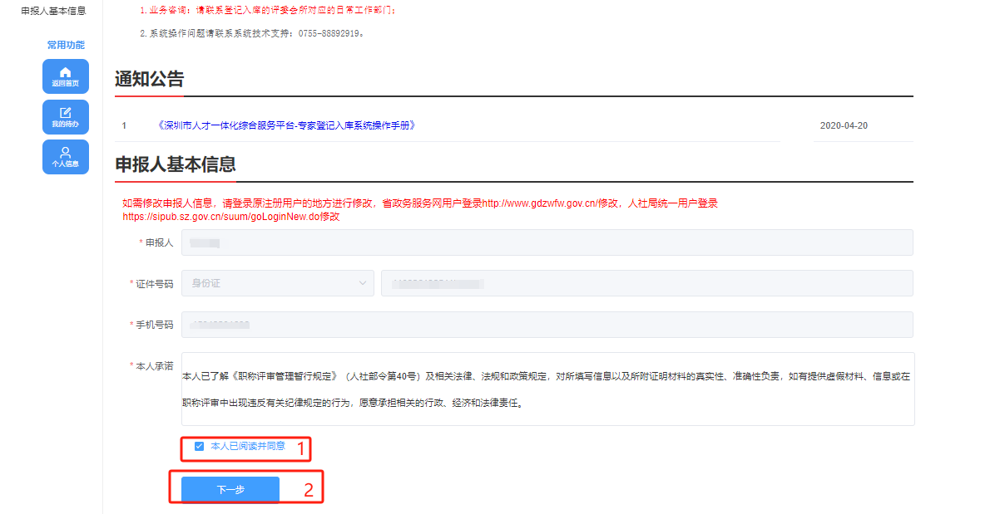 申报人基本信息
常用功能
返回首页
我的待办
个人信息
1. 业务咨询：请联系登记入库的评委会所对应的日常工作部门；
2. 系统操作问题请联系系统技术支持：0755-88892919。
通知公告
1 《深圳市人才一体化综合服务平台-专家登记入库系统操作手册》 2020-04-20
申报人基本信息
如需修改申报人信息，请登录原注册用户的地方进行修改，省政务服务网用户登录http://www.gdzwfw.gov.cn/修改，人社局统一用户登录
https://sipub.sz.gov.cn/suum/goLoginNew.do修改
* 申报人
* 证件号码 身份证
* 手机号码
* 本人承诺
本人已了解《职称评审管理暂行规定》（人社部令第40号）及相关法律、法规和政策规定，对所填写信息以及所附证明材料的真实性、准确性负责，如有提供虚假材料、信息或在
职称评审中出现违反有关纪律规定的行为，愿意承担相关的行政、经济和法律责任。
本人已阅读并同意 1
下一步 2